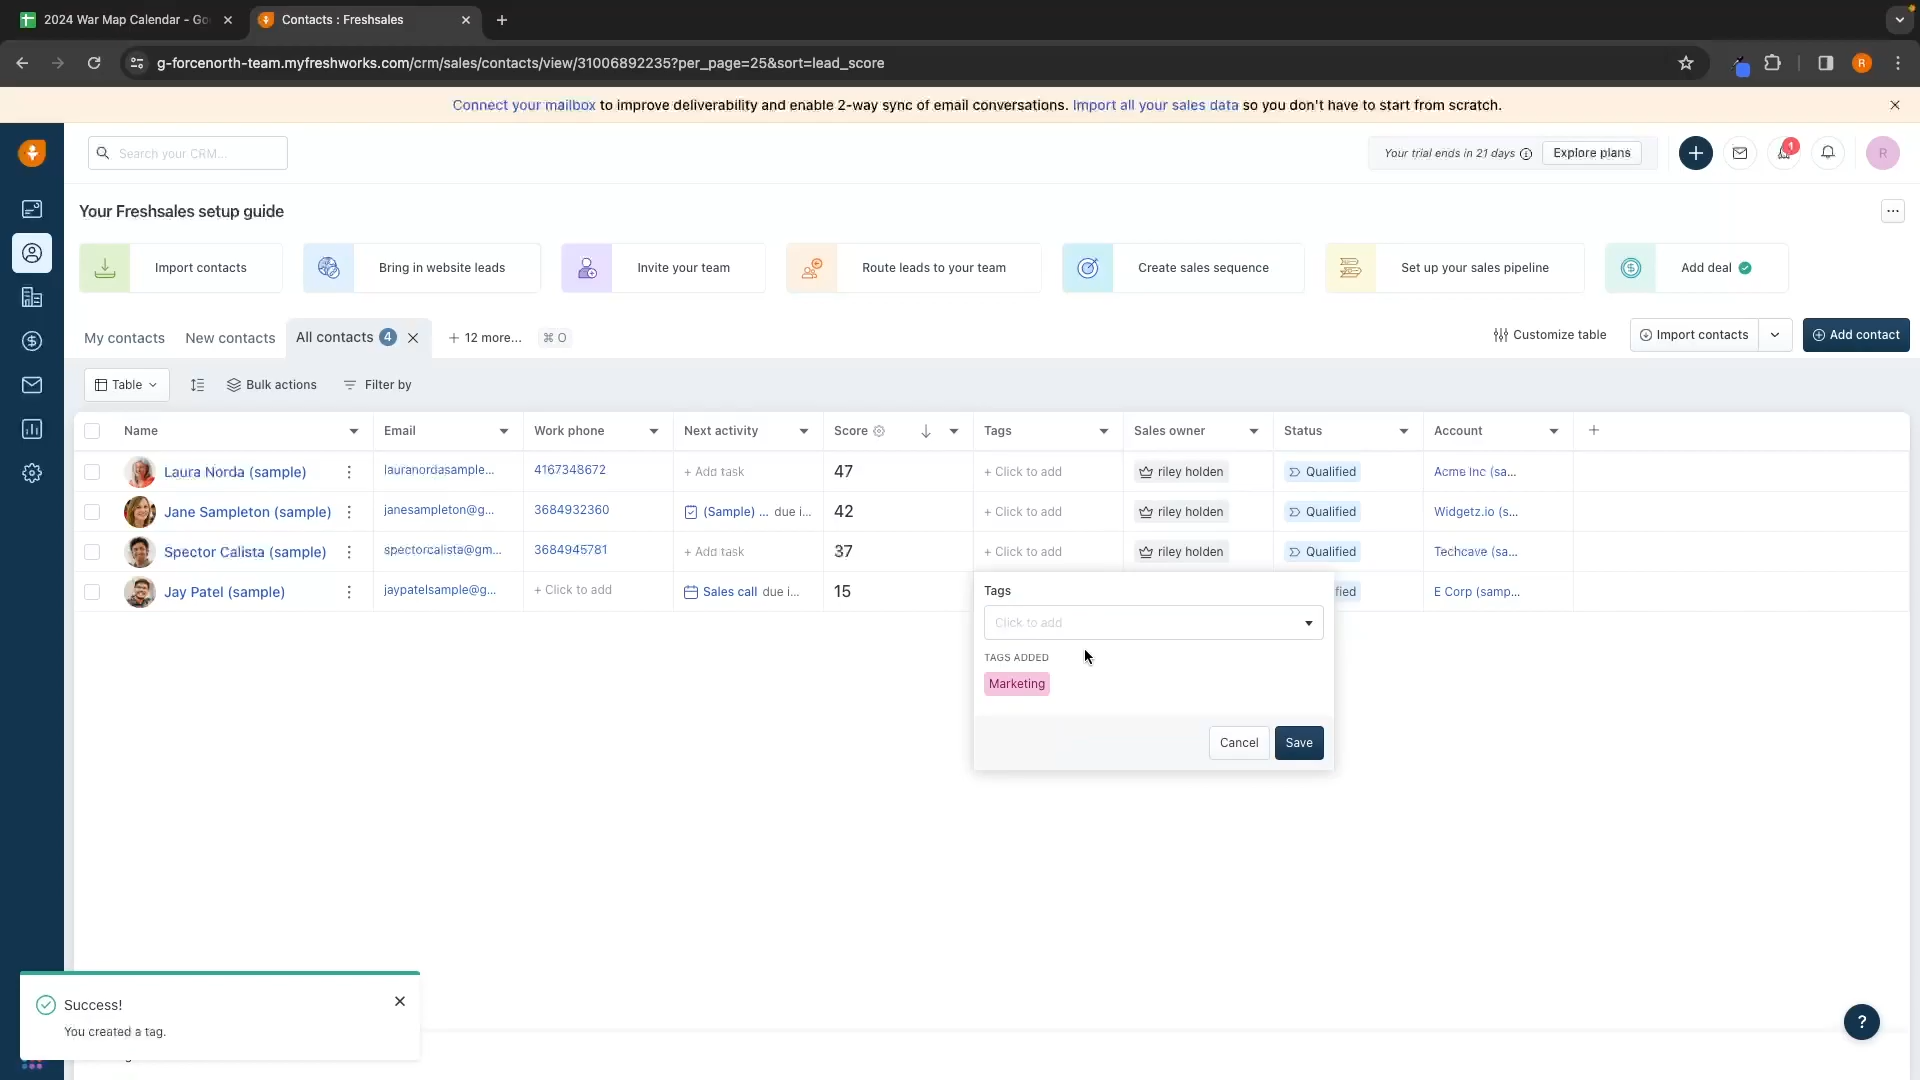 2024 War Map Calendar - Go
Contacts : Freshsales
g-forcenorth-team.myfreshworks.com/crm/sales/contacts/view/31006892235?per_page=25&sort=lead_score
R
Connect your mailbox to improve deliverability and enable 2-way sync of email conversations. Import all your sales data so you don't have to start from scratch.
Search your CRM...
Your trial ends in 21 days
Explore plans
1
R
Your Freshsales setup guide
Import contacts
Bring in website leads
Invite your team
Route leads to your team
Create sales sequence
Set up your sales pipeline
Add deal
My contacts
New contacts
All contacts 4
+ 12 more...
⌘ O
Customize table
Import contacts
Add contact
Table
Bulk actions
Filter by
Name Email Work phone Next activity Score Tags Sales owner Status Account
Laura Norda (sample) lauranordasample... 4167348672 + Add task 47 + Click to add riley holden Qualified Acme Inc (sa...
Jane Sampleton (sample) janesampleton@g... 3684932360 (Sample) ... due i... 42 + Click to add riley holden Qualified Widgetz.io (s...
Spector Calista (sample) spectorcalista@gm... 3684945781 + Add task 37 + Click to add riley holden Qualified Techcave (sa...
Jay Patel (sample) jaypatelsample@g... + Click to add Sales call due i... 15 fied E Corp (samp...
Tags
Click to add
TAGS ADDED
Marketing
Cancel
Save
Success!
You created a tag.
?